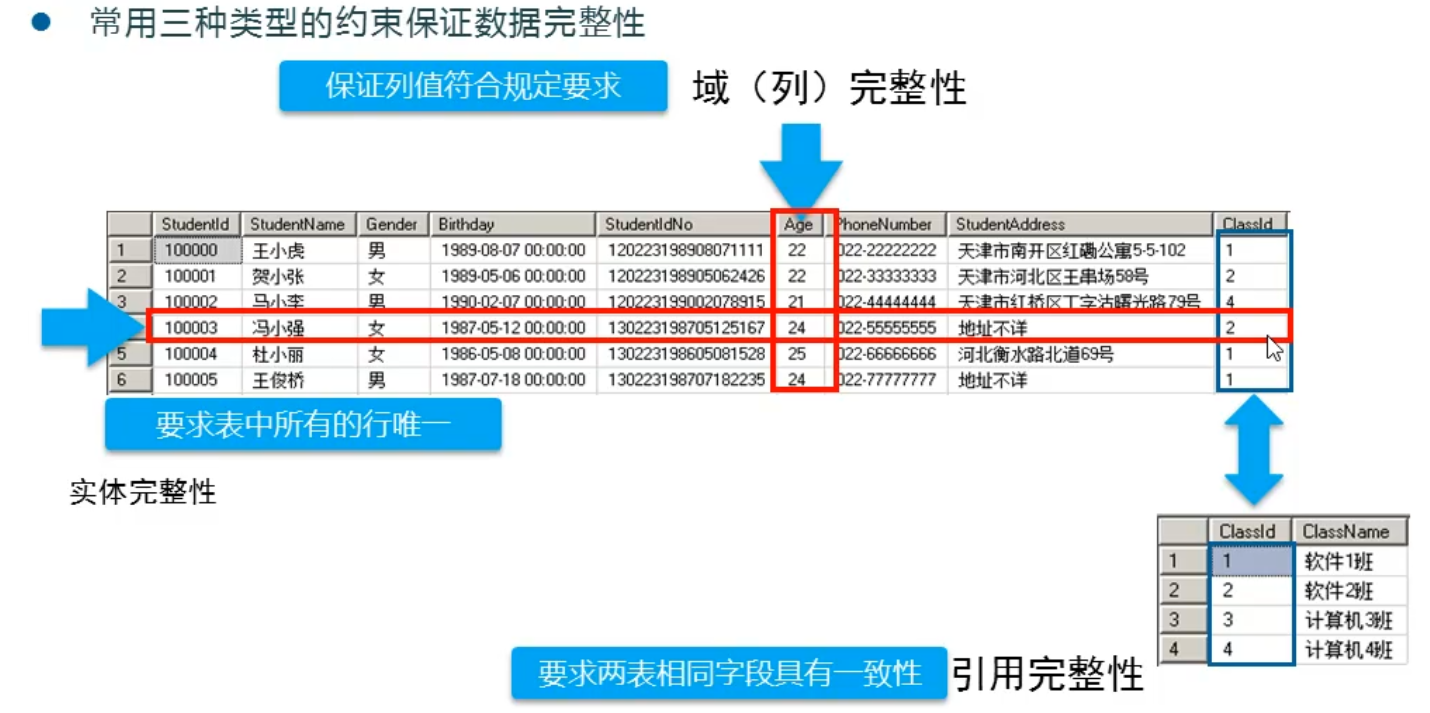 常用三种类型的约束保证数据完整性
保证列值符合规定要求 域（列）完整性
StudentId StudentName Gender Birthday StudentIdNo Age PhoneNumber StudentAddress ClassId
1 100000 王小虎 男 1989-08-07 00:00:00 120223198908071111 22 022-22222222 天津市南开区红磡公寓5-5-102 1
2 100001 贺小张 女 1989-05-06 00:00:00 120223198905062426 22 022-33333333 天津市河北区王串场58号 2
3 100002 马小李 男 1990-02-07 00:00:00 120223199002078915 21 022-44444444 天津市红桥区丁字沽曙光路79号 4
100003 冯小强 女 1987-05-12 00:00:00 130223198705125167 24 022-55555555 地址不详 2
5 100004 杜小丽 女 1986-05-08 00:00:00 130223198605081528 25 022-66666666 河北衡水路北道69号 1
6 100005 王俊桥 男 1987-07-18 00:00:00 130223198707182235 24 022-77777777 地址不详 1
要求表中所有的行唯一
实体完整性
ClassId ClassName
1 1 软件1班
2 2 软件2班
3 3 计算机3班
4 4 计算机4班
要求两表相同字段具有一致性 引用完整性